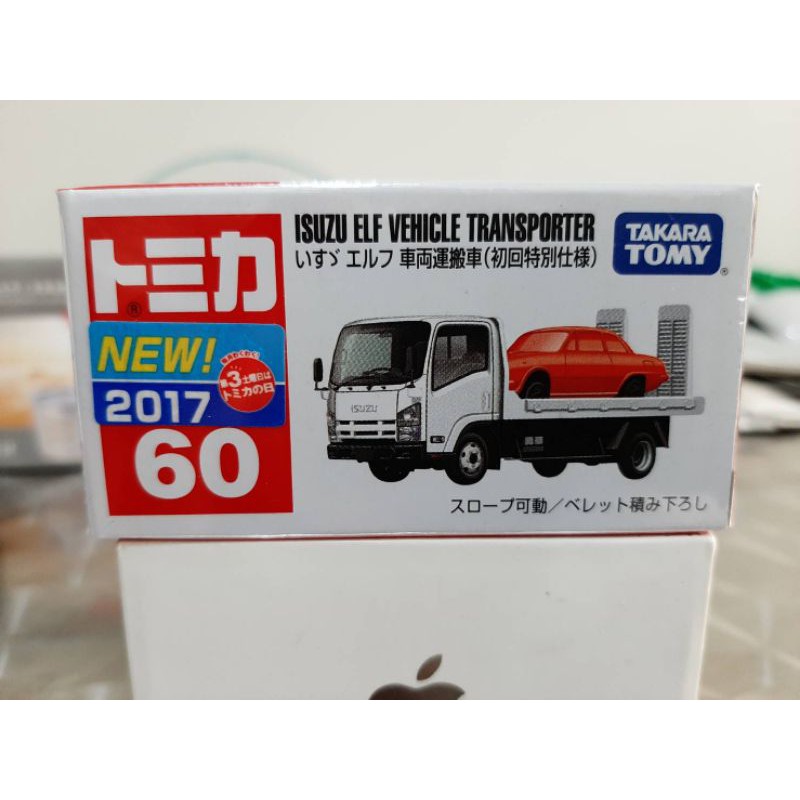 トミカ
®
ISUZU ELF VEHICLE TRANSPORTER
いすゞ エルフ 車両運搬車(初回特別仕様)
TAKARA
TOMY
®
NEW!
2017
第3土曜日は
トミカの日
60
ISUZU
スロープ可動/ベレット積み下ろし